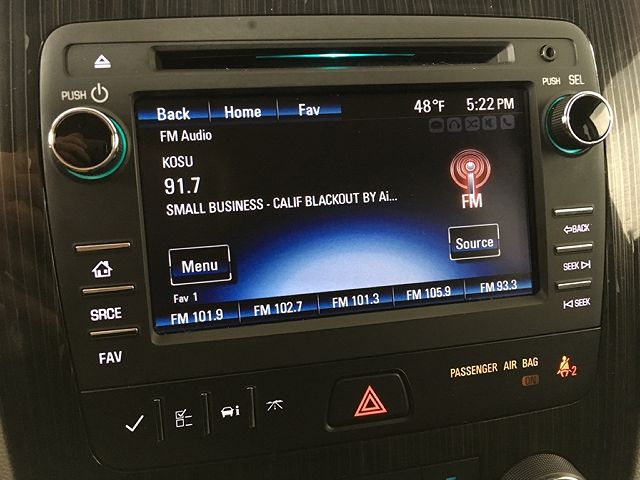 PUSH
PUSH SEL
Back Home Fav 48°F 5:22 PM
FM Audio
KOSU
91.7
SMALL BUSINESS - CALIF BLACKOUT BY Ai...
FM
Menu
Source
Fav 1
FM 101.9 FM 102.7 FM 101.3 FM 105.9 FM 93.3
BACK
SEEK
SEEK
SRCE
FAV
PASSENGER AIR BAG
ON
2
i